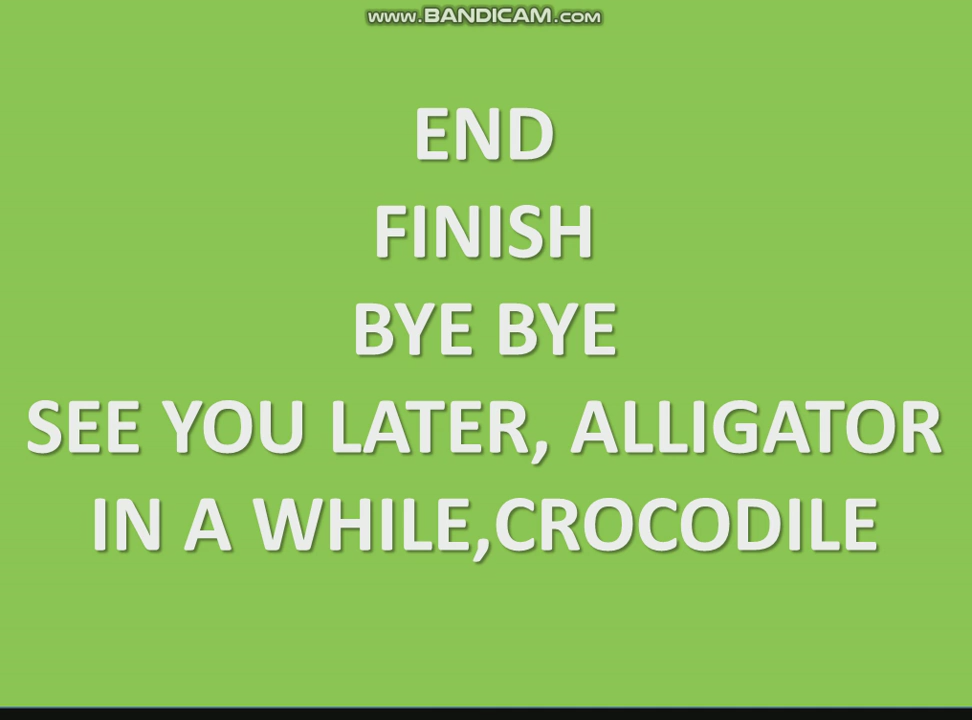 www.BANDICAM.com
END
FINISH
BYE BYE
SEE YOU LATER, ALLIGATOR
IN A WHILE,CROCODILE